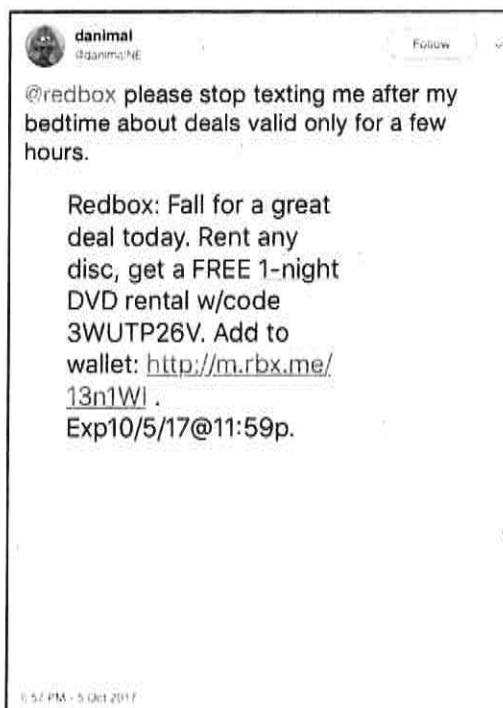 danimal
@danimalNE
Follow
@redbox please stop texting me after my
bedtime about deals valid only for a few
hours.
Redbox: Fall for a great
deal today. Rent any
disc, get a FREE 1-night
DVD rental w/code
3WUTP26V. Add to
wallet: http://m.rbx.me/
13n1WI .
Exp10/5/17@11:59p.
PM - 5 Oct 2017